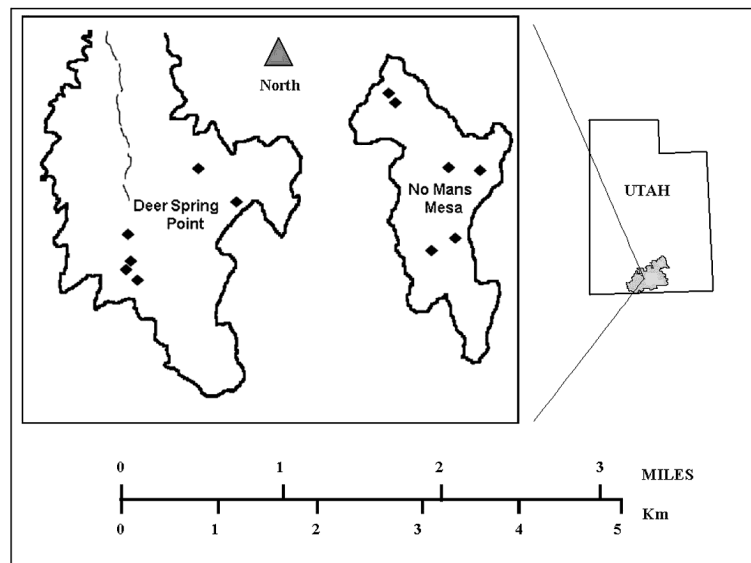 North
Deer Spring
Point
No Mans
Mesa
UTAH
0 1 2 3 MILES
0 1 2 3 4 5 Km